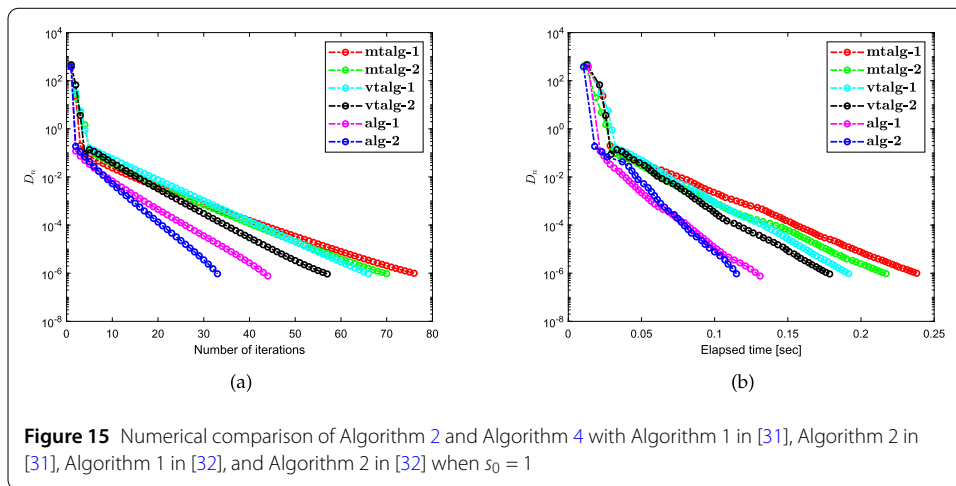 10^4
10^2
10^0
10^-2
10^-4
10^-6
10^-8
D_n
0 10 20 30 40 50 60 70 80
Number of iterations
mtalg-1
mtalg-2
vtalg-1
vtalg-2
alg-1
alg-2
(a)
10^4
10^2
10^0
10^-2
10^-4
10^-6
10^-8
D_n
0 0.05 0.1 0.15 0.2 0.25
Elapsed time [sec]
mtalg-1
mtalg-2
vtalg-1
vtalg-2
alg-1
alg-2
(b)
Figure 15 Numerical comparison of Algorithm 2 and Algorithm 4 with Algorithm 1 in [31], Algorithm 2 in
[31], Algorithm 1 in [32], and Algorithm 2 in [32] when s_0 = 1